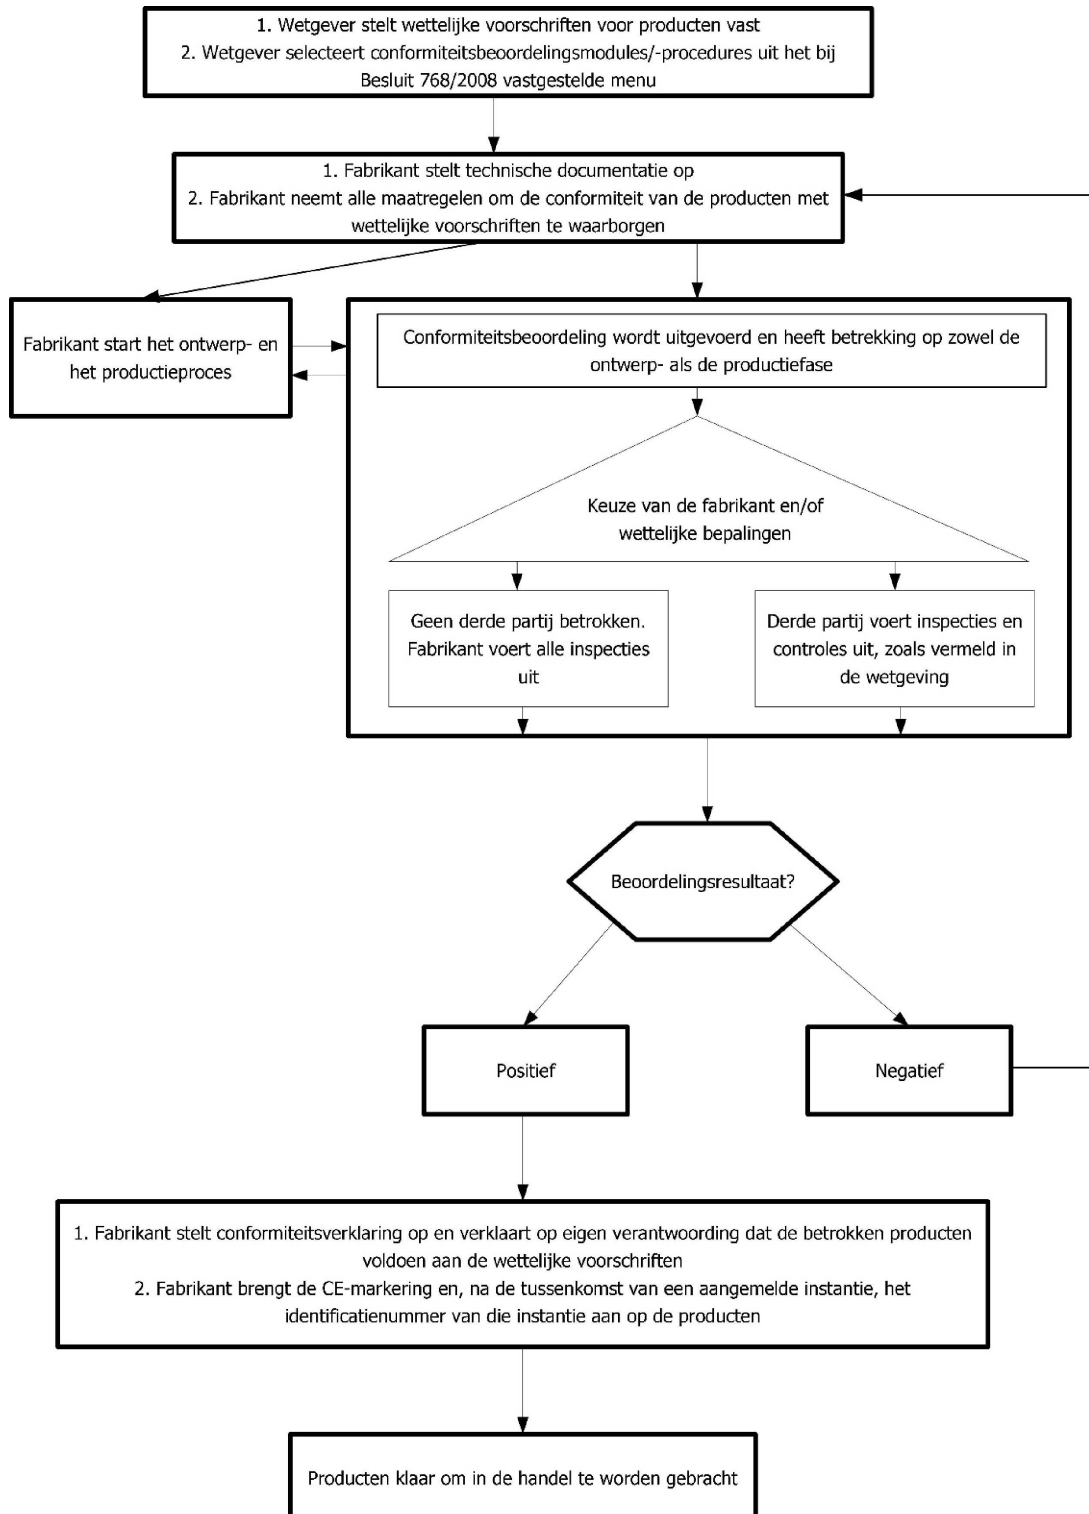 1. Wetgever stelt wettelijke voorschriften voor producten vast
2. Wetgever selecteert conformiteitsbeoordelingsmodules/-procedures uit het bij
Besluit 768/2008 vastgestelde menu
1. Fabrikant stelt technische documentatie op
2. Fabrikant neemt alle maatregelen om de conformiteit van de producten met
wettelijke voorschriften te waarborgen
Fabrikant start het ontwerp- en
het productieproces
Conformiteitsbeoordeling wordt uitgevoerd en heeft betrekking op zowel de
ontwerp- als de productiefase
Keuze van de fabrikant en/of
wettelijke bepalingen
Geen derde partij betrokken.
Fabrikant voert alle inspecties
uit
Derde partij voert inspecties en
controles uit, zoals vermeld in
de wetgeving
Beoordelingsresultaat?
Positief
Negatief
1. Fabrikant stelt conformiteitsverklaring op en verklaart op eigen verantwoording dat de betrokken producten
voldoen aan de wettelijke voorschriften
2. Fabrikant brengt de CE-markering en, na de tussenkomst van een aangemelde instantie, het
identificatienummer van die instantie aan op de producten
Producten klaar om in de handel te worden gebracht